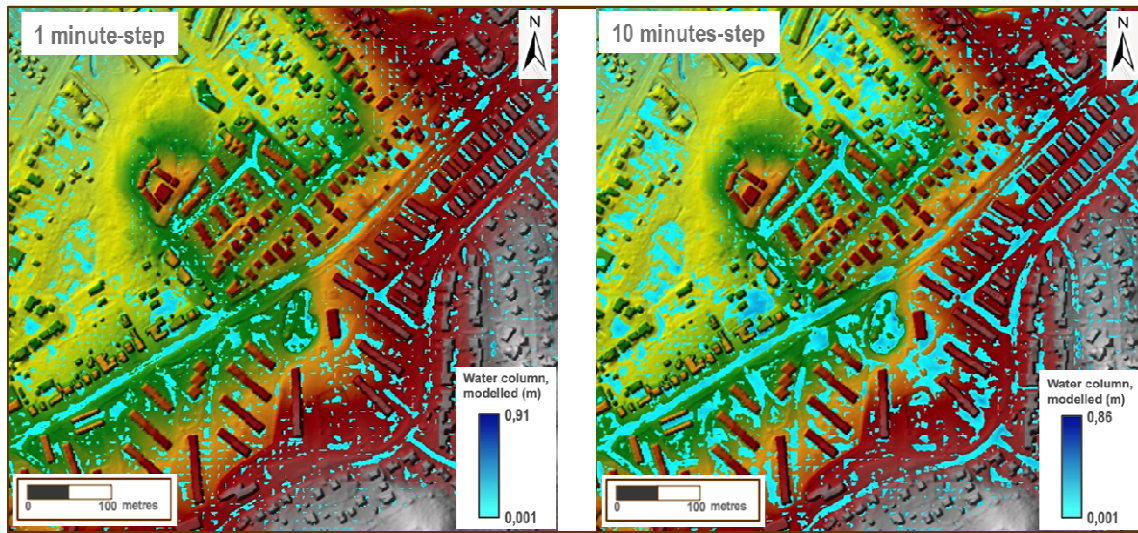 1 minute-step
N
Water column,
modelled (m)
0,91
0,001
0
100 metres
10 minutes-step
N
Water column,
modelled (m)
0,86
0,001
0
100 metres